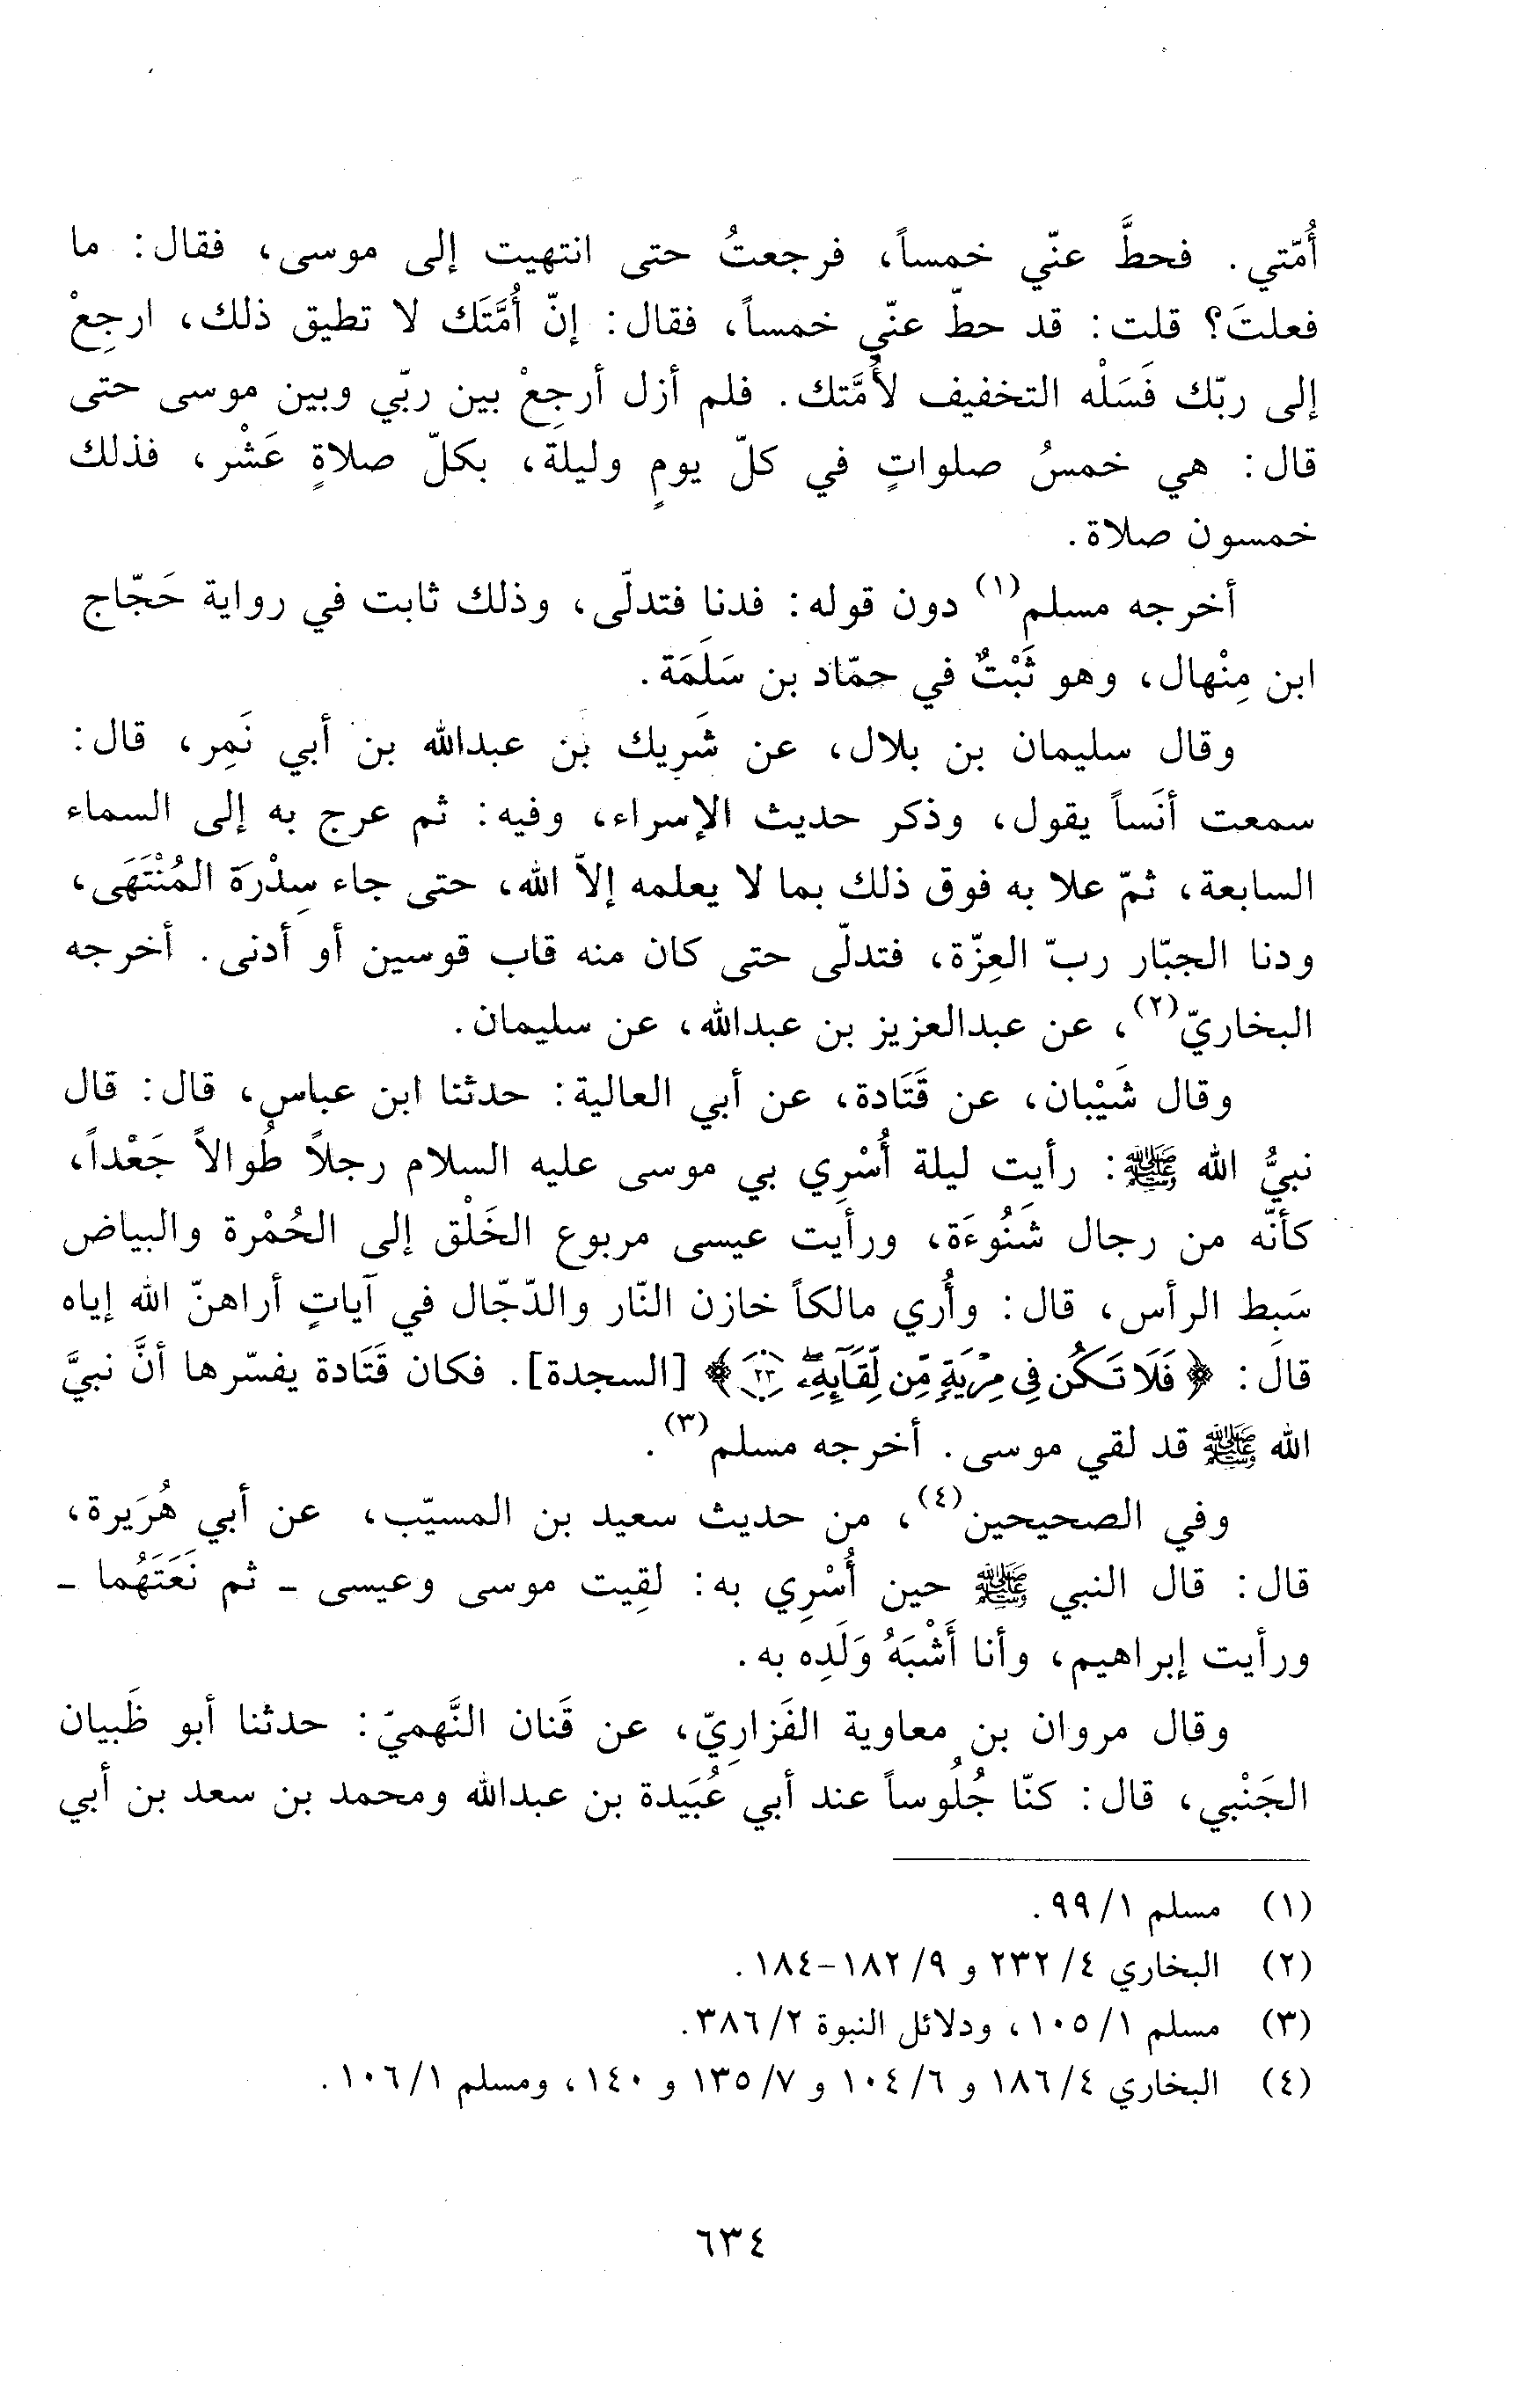 أُمّتي. فحطَّ عنّي خمساً، فرجعتُ حتى انتهيت إلى موسى، فقال: ما
فعلتَ؟ قلت: قد حطّ عنّي خمساً، فقال: إنّ أُمَّتَك لا تطيق ذلك، ارجِعْ
إلى ربّك فَسَلْه التخفيف لأُمَّتك. فلم أزل أرجِعْ بين ربّي وبين موسى حتى
قال: هي خمسُ صلواتٍ في كلّ يومٍ وليلة، بكلّ صلاةٍ عَشْر، فذلك
خمسون صلاة.
أخرجه مسلم(١) دون قوله: فدنا فتدلّى، وذلك ثابت في رواية حَجّاج
ابن مِنْهال، وهو ثَبْتٌ في حمّاد بن سَلَمَة.
وقال سليمان بن بلال، عن شَرِيك بن عبدالله بن أبي نَمِر، قال:
سمعت أنَساً يقول، وذكر حديث الإسراء، وفيه: ثم عرج به إلى السماء
السابعة، ثمّ علا به فوق ذلك بما لا يعلمه إلاّ الله، حتى جاء سِدْرَة المُنْتَهَى،
ودنا الجبّار ربّ العِزّة، فتدلّى حتى كان منه قاب قوسين أو أدنى. أخرجه
البخاريّ(٢)، عن عبدالعزيز بن عبدالله، عن سليمان.
وقال شَيْبان، عن قَتَادة، عن أبي العالية: حدثنا ابن عباس، قال: قال
نبيُّ الله ﷺ: رأيت ليلة أُسْرِي بي موسى عليه السلام رجلاً طُوالاً جَعْداً،
كأنّه من رجال شَنُوءَة، ورأيت عيسى مربوع الخَلْق إلى الحُمْرة والبياض
سَبِط الرأس، قال: وأُري مالكاً خازن النّار والدّجّال في آياتٍ أراهنّ الله إياه
قال: ﴿فَلَا تَكُن فِى مِرْيَةٍ مِّن لِّقَآئِهِۦۖ ٢٣﴾ [السجدة]. فكان قَتَادة يفسّرها أنَّ نبيَّ
الله ﷺ قد لقي موسى. أخرجه مسلم(٣).
وفي الصحيحين(٤)، من حديث سعيد بن المسيّب، عن أبي هُرَيرة،
قال: قال النبي ﷺ حين أُسْرِي به: لقِيت موسى وعيسى - ثم نَعَتَهُما -
ورأيت إبراهيم، وأنا أَشْبَهُ وَلَدِه به.
وقال مروان بن معاوية الفَزارِيّ، عن قَنان النَّهميّ: حدثنا أبو ظَبيان
الجَنْبي، قال: كنّا جُلُوساً عند أبي عُبَيدة بن عبدالله ومحمد بن سعد بن أبي
(١) مسلم ١/ ٩٩.
(٢) البخاري ٤/ ٢٣٢ و ٩/ ١٨٢-١٨٤.
(٣) مسلم ١/ ١٠٥، ودلائل النبوة ٢/ ٣٨٦.
(٤) البخاري ٤/ ١٨٦ و ٦/ ١٠٤ و ٧/ ١٣٥ و ١٤٠، ومسلم ١/ ١٠٦.
٦٣٤